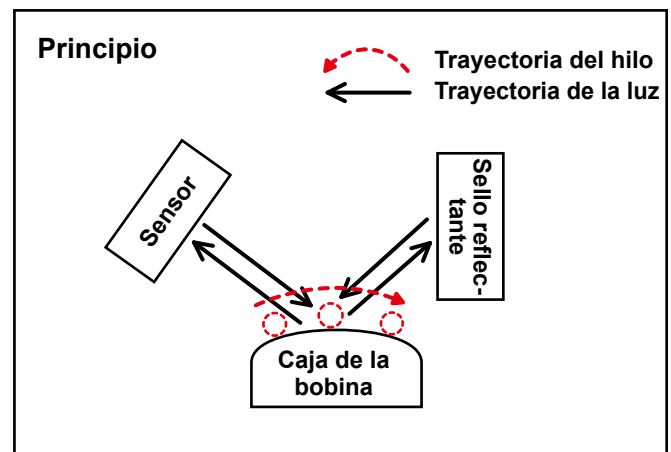 Principio
Trayectoria del hilo
Trayectoria de la luz
Sensor
Sello reflec-
tante
Caja de la
bobina